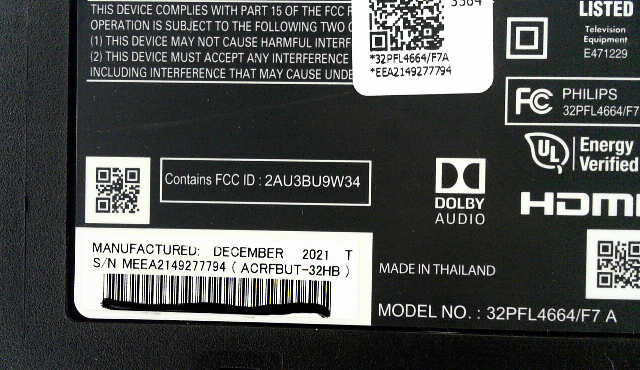 THIS DEVICE COMPLIES WITH PART 15 OF THE FCC
OPERATION IS SUBJECT TO THE FOLLOWING TWO
(1) THIS DEVICE MAY NOT CAUSE HARMFUL
(2) THIS DEVICE MUST ACCEPT ANY INTERFERENCE
INCLUDING INTERFERENCE THAT MAY CAUSE
3564
*32PFL4664/F7A
*EEA2149277794
LISTED
Television
Equipment
E471229
FC
PHILIPS
32PFL4664/F7
UL
Energy
Verified
Contains FCC ID : 2AU3BU9W34
DOLBY
AUDIO
HDMI
MANUFACTURED: DECEMBER 2021 T
S/N MEEA2149277794 ( ACRFBUT-32HB )
MADE IN THAILAND
MODEL NO. : 32PFL4664/F7 A